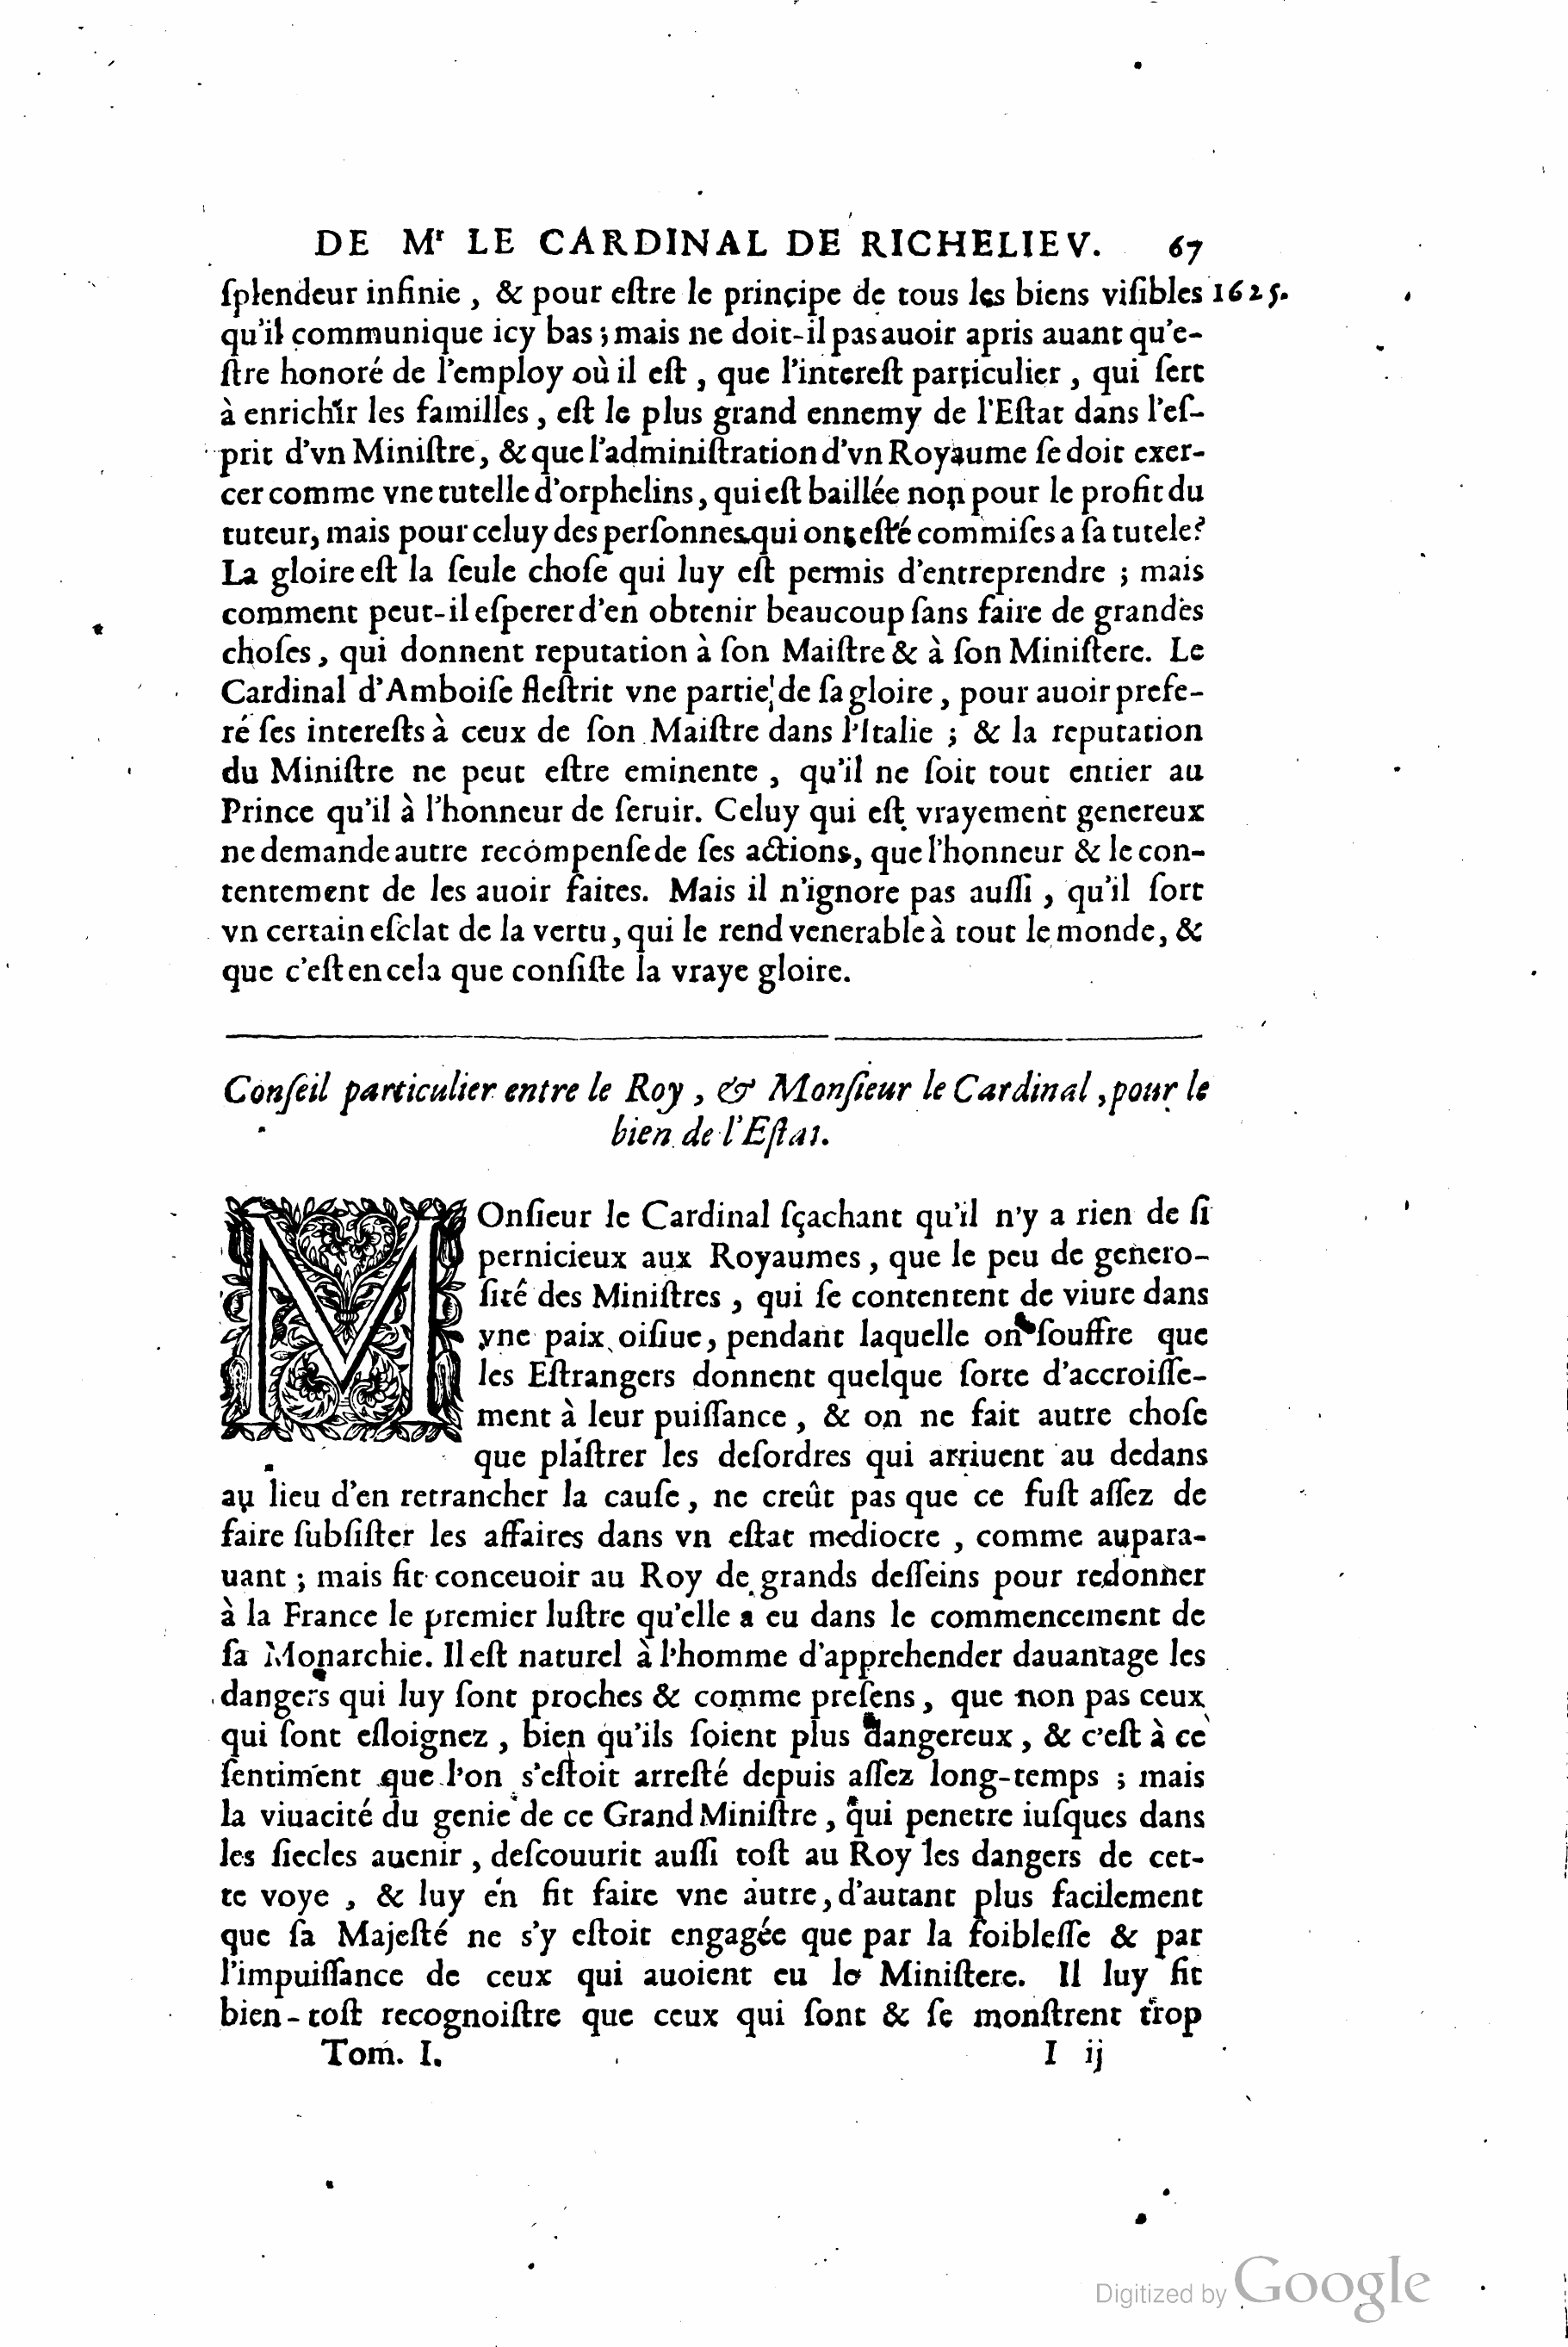 DE Mr LE CARDINAL DE RICHELIEV. 67
ſplendeur infinie, & pour eſtre le principe de tous les biens viſibles 1625.
qu'il communique icy bas; mais ne doit-il pas auoir apris auant qu'e-
ſtre honoré de l'employ où il eſt, que l'intereſt particulier, qui ſert
à enrichir les familles, eſt le plus grand ennemy de l'Eſtat dans l'eſ-
prit d'vn Miniſtre, & que l'adminiſtration d'vn Royaume ſe doit exer-
cer comme vne tutelle d'orphelins, qui eſt baillée non pour le profit du
tuteur, mais pour celuy des perſonnes qui ont eſté commiſes a ſa tutele?
La gloire eſt la ſeule choſe qui luy eſt permis d'entreprendre; mais
comment peut-il eſperer d'en obtenir beaucoup ſans faire de grandes
choſes, qui donnent reputation à ſon Maiſtre & à ſon Miniſtere. Le
Cardinal d'Amboiſe fleſtrit vne partie de ſa gloire, pour auoir prefe-
ré ſes intereſts à ceux de ſon Maiſtre dans l'Italie; & la reputation
du Miniſtre ne peut eſtre eminente, qu'il ne ſoit tout entier au
Prince qu'il à l'honneur de ſeruir. Celuy qui eſt vrayement genereux
ne demande autre recompenſe de ſes actions, que l'honneur & le con-
tentement de les auoir faites. Mais il n'ignore pas auſſi, qu'il ſort
vn certain eſclat de la vertu, qui le rend venerable à tout le monde, &
que c'eſt en cela que conſiſte la vraye gloire.
Conſeil particulier entre le Roy, & Monſieur le Cardinal, pour le
bien de l'Eſtat.
MOnſieur le Cardinal ſçachant qu'il n'y a rien de ſi
pernicieux aux Royaumes, que le peu de genero-
ſité des Miniſtres, qui ſe contentent de viure dans
vne paix oiſiue, pendant laquelle on ſouffre que
les Eſtrangers donnent quelque ſorte d'accroiſſe-
ment à leur puiſſance, & on ne fait autre choſe
que plâſtrer les deſordres qui arriuent au dedans
au lieu d'en retrancher la cauſe, ne creût pas que ce fuſt aſſez de
faire ſubſiſter les affaires dans vn eſtat mediocre, comme aupara-
uant; mais fit conceuoir au Roy de grands deſſeins pour redonner
à la France le premier luſtre qu'elle a eu dans le commencement de
ſa Monarchie. Il eſt naturel à l'homme d'apprehender dauantage les
dangers qui luy ſont proches & comme preſens, que non pas ceux
qui ſont eſloignez, bien qu'ils ſoient plus dangereux, & c'eſt à ce
ſentiment que l'on s'eſtoit arreſté depuis aſſez long-temps; mais
la viuacité du genie de ce Grand Miniſtre, qui penetre iuſques dans
les ſiecles auenir, deſcouurit auſſi toſt au Roy les dangers de cet-
te voye, & luy en fit faire vne autre, d'autant plus facilement
que ſa Majeſté ne s'y eſtoit engagée que par la foibleſſe & par
l'impuiſſance de ceux qui auoient eu le Miniſtere. Il luy fit
bien-toſt recognoiſtre que ceux qui ſont & ſe monſtrent trop
Tom. I. I ij
Digitized by Google